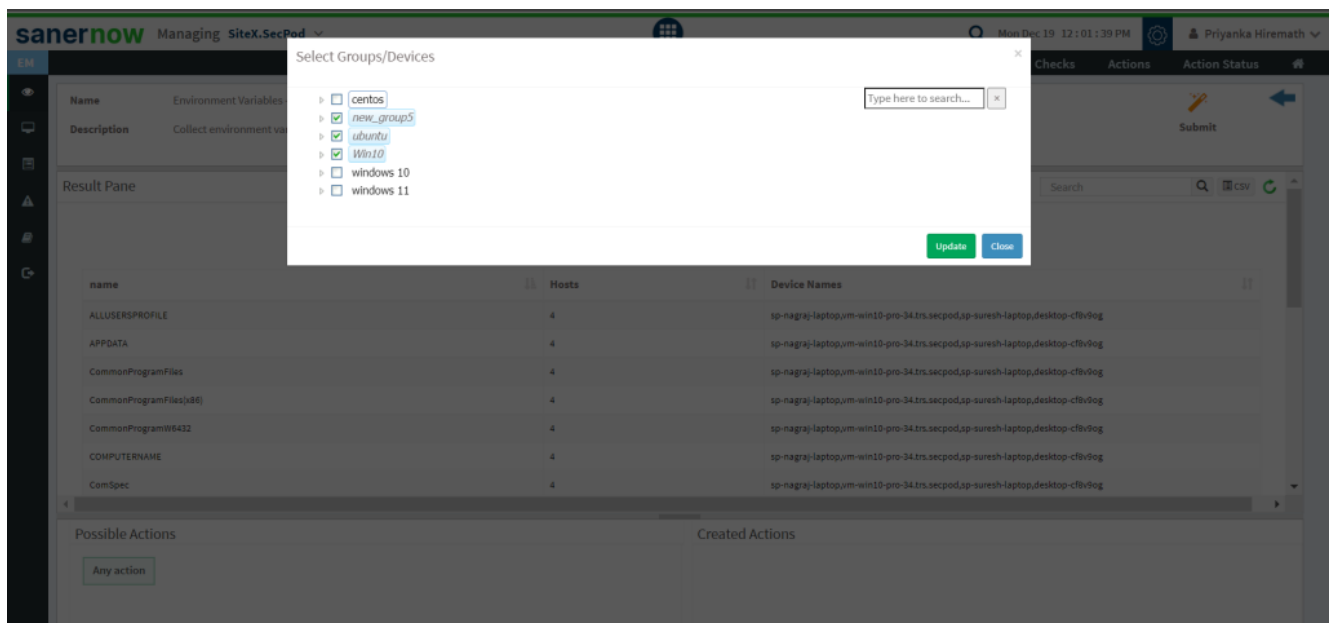 sanernow Managing SiteX.SecPod Mon Dec 19 12:01:39 PM Priyanka Hiremath
EM Checks Actions Action Status
Select Groups/Devices ×
centos
new_group5
ubuntu
Win10
windows 10
windows 11
Type here to search... ×
Update Close
Name Environment Variables
Description Collect environment va
Submit
Result Pane Search CSV
name Hosts Device Names
ALLUSERSPROFILE 4 sp-nagraj-laptop,vm-win10-pro-34.trs.secpod,sp-suresh-laptop,desktop-cf8v9og
APPDATA 4 sp-nagraj-laptop,vm-win10-pro-34.trs.secpod,sp-suresh-laptop,desktop-cf8v9og
CommonProgramFiles 4 sp-nagraj-laptop,vm-win10-pro-34.trs.secpod,sp-suresh-laptop,desktop-cf8v9og
CommonProgramFiles(x86) 4 sp-nagraj-laptop,vm-win10-pro-34.trs.secpod,sp-suresh-laptop,desktop-cf8v9og
CommonProgramW6432 4 sp-nagraj-laptop,vm-win10-pro-34.trs.secpod,sp-suresh-laptop,desktop-cf8v9og
COMPUTERNAME 4 sp-nagraj-laptop,vm-win10-pro-34.trs.secpod,sp-suresh-laptop,desktop-cf8v9og
ComSpec 4 sp-nagraj-laptop,vm-win10-pro-34.trs.secpod,sp-suresh-laptop,desktop-cf8v9og
Possible Actions Created Actions
Any action